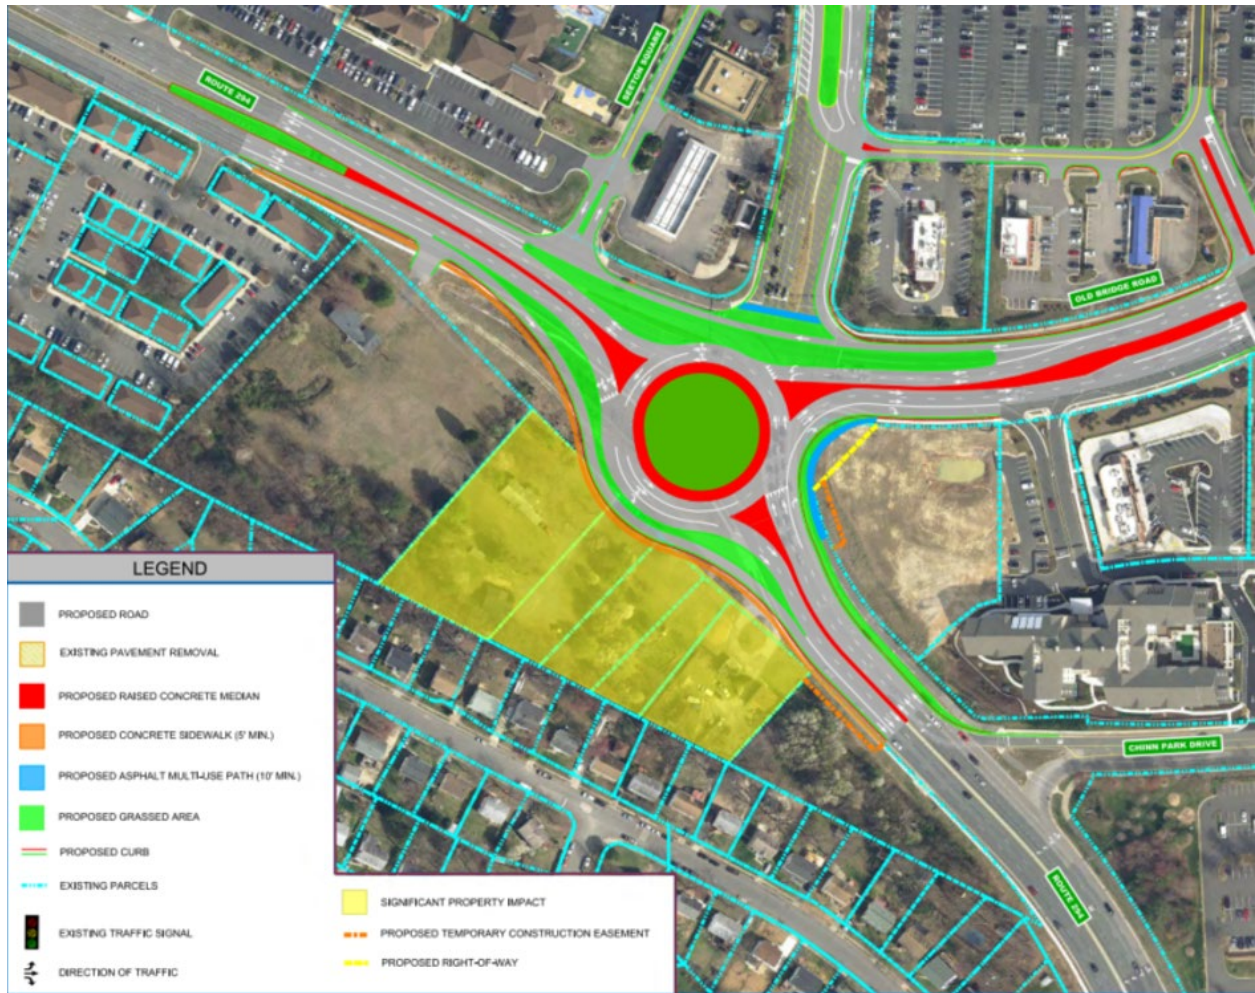 ROUTE 294
SEETON SQUARE
OLD BRIDGE ROAD
CHINN PARK DRIVE
ROUTE 294
LEGEND
PROPOSED ROAD
EXISTING PAVEMENT REMOVAL
PROPOSED RAISED CONCRETE MEDIAN
PROPOSED CONCRETE SIDEWALK (5' MIN.)
PROPOSED ASPHALT MULTI-USE PATH (10' MIN.)
PROPOSED GRASSED AREA
PROPOSED CURB
EXISTING PARCELS
EXISTING TRAFFIC SIGNAL
DIRECTION OF TRAFFIC
SIGNIFICANT PROPERTY IMPACT
PROPOSED TEMPORARY CONSTRUCTION EASEMENT
PROPOSED RIGHT-OF-WAY